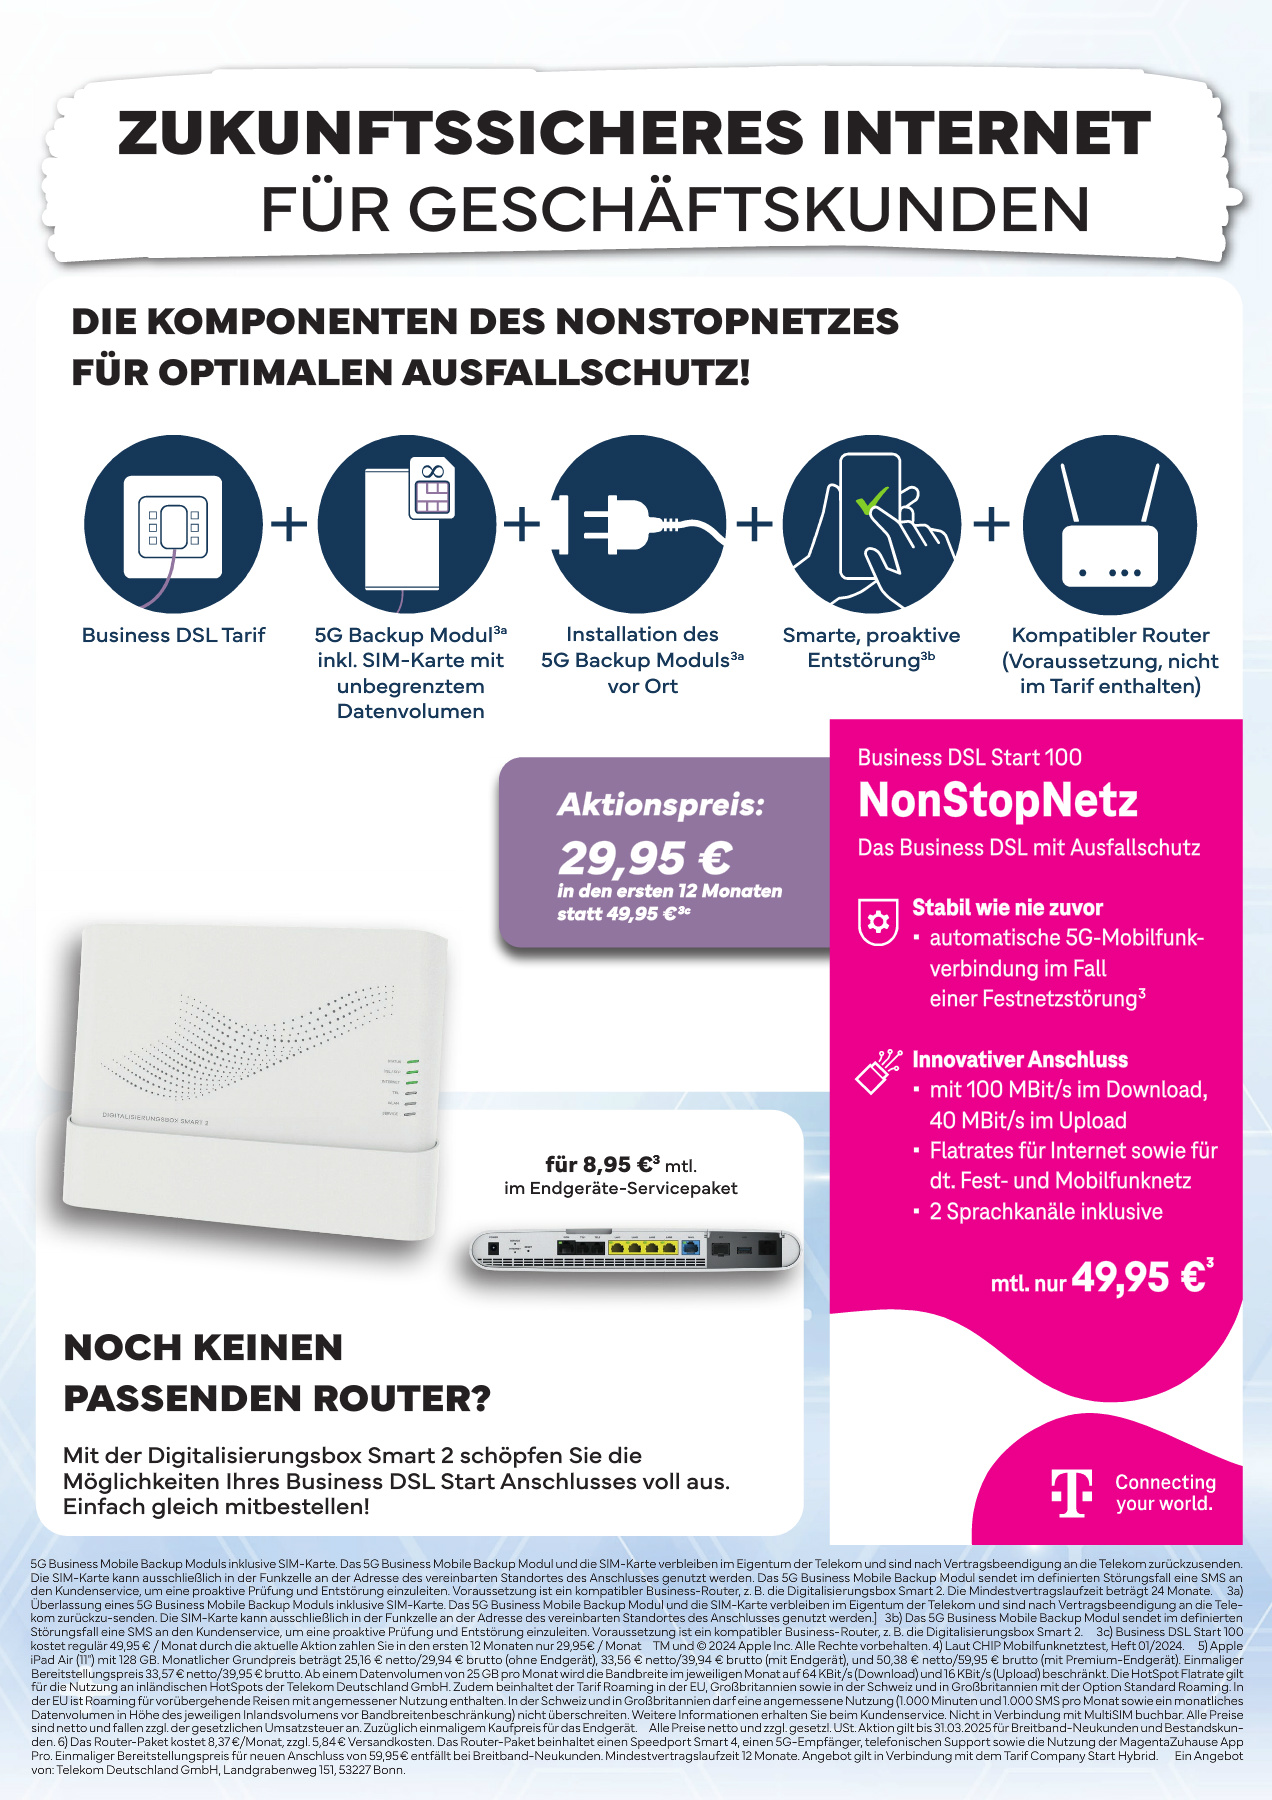 ZUKUNFTSSICHERES INTERNET
FÜR GESCHÄFTSKUNDEN
DIE KOMPONENTEN DES NONSTOPNETZES
FÜR OPTIMALEN AUSFALLSCHUTZ!
Business DSL Tarif
5G Backup Modul³ᵃ
inkl. SIM-Karte mit
unbegrenztem
Datenvolumen
Installation des
5G Backup Moduls³ᵃ
vor Ort
Smarte, proaktive
Entstörung³ᵇ
Kompatibler Router
(Voraussetzung, nicht
im Tarif enthalten)
Aktionspreis:
29,95 €
in den ersten 12 Monaten
statt 49,95 €³ᶜ
Business DSL Start 100
NonStopNetz
Das Business DSL mit Ausfallschutz
Stabil wie nie zuvor
▪ automatische 5G-Mobilfunk-
verbindung im Fall
einer Festnetzstörung³
Innovativer Anschluss
▪ mit 100 MBit/s im Download,
40 MBit/s im Upload
▪ Flatrates für Internet sowie für
dt. Fest- und Mobilfunknetz
▪ 2 Sprachkanäle inklusive
mtl. nur 49,95 €³
T Connecting
your world.
DIGITALISIERUNGSBOX SMART 2
für 8,95 €³ mtl.
im Endgeräte-Servicepaket
NOCH KEINEN
PASSENDEN ROUTER?
Mit der Digitalisierungsbox Smart 2 schöpfen Sie die
Möglichkeiten Ihres Business DSL Start Anschlusses voll aus.
Einfach gleich mitbestellen!
5G Business Mobile Backup Moduls inklusive SIM-Karte. Das 5G Business Mobile Backup Modul und die SIM-Karte verbleiben im Eigentum der Telekom und sind nach Vertragsbeendigung an die Telekom zurückzusenden.
Die SIM-Karte kann ausschließlich in der Funkzelle an der Adresse des vereinbarten Standortes des Anschlusses genutzt werden. Das 5G Business Mobile Backup Modul sendet im definierten Störungsfall eine SMS an
den Kundenservice, um eine proaktive Prüfung und Entstörung einzuleiten. Voraussetzung ist ein kompatibler Business-Router, z. B. die Digitalisierungsbox Smart 2. Die Mindestvertragslaufzeit beträgt 24 Monate. 3a)
Überlassung eines 5G Business Mobile Backup Moduls inklusive SIM-Karte. Das 5G Business Mobile Backup Modul und die SIM-Karte verbleiben im Eigentum der Telekom und sind nach Vertragsbeendigung an die Tele-
kom zurückzu-senden. Die SIM-Karte kann ausschließlich in der Funkzelle an der Adresse des vereinbarten Standortes des Anschlusses genutzt werden.] 3b) Das 5G Business Mobile Backup Modul sendet im definierten
Störungsfall eine SMS an den Kundenservice, um eine proaktive Prüfung und Entstörung einzuleiten. Voraussetzung ist ein kompatibler Business-Router, z. B. die Digitalisierungsbox Smart 2. 3c) Business DSL Start 100
kostet regulär 49,95 € / Monat durch die aktuelle Aktion zahlen Sie in den ersten 12 Monaten nur 29,95€ / Monat TM und © 2024 Apple Inc. Alle Rechte vorbehalten. 4) Laut CHIP Mobilfunknetztest, Heft 01/2024. 5) Apple
iPad Air (11") mit 128 GB. Monatlicher Grundpreis beträgt 25,16 € netto/29,94 € brutto (ohne Endgerät), 33,56 € netto/39,94 € brutto (mit Endgerät), und 50,38 € netto/59,95 € brutto (mit Premium-Endgerät). Einmaliger
Bereitstellungspreis 33,57 € netto/39,95 € brutto. Ab einem Datenvolumen von 25 GB pro Monat wird die Bandbreite im jeweiligen Monat auf 64 KBit/s (Download) und 16 KBit/s (Upload) beschränkt. Die HotSpot Flatrate gilt
für die Nutzung an inländischen HotSpots der Telekom Deutschland GmbH. Zudem beinhaltet der Tarif Roaming in der EU, Großbritannien sowie in der Schweiz und in Großbritannien mit der Option Standard Roaming. In
der EU ist Roaming für vorübergehende Reisen mit angemessener Nutzung enthalten. In der Schweiz und in Großbritannien darf eine angemessene Nutzung (1.000 Minuten und 1.000 SMS pro Monat sowie ein monatliches
Datenvolumen in Höhe des jeweiligen Inlandsvolumens vor Bandbreitenbeschränkung) nicht überschreiten. Weitere Informationen erhalten Sie beim Kundenservice. Nicht in Verbindung mit MultiSIM buchbar. Alle Preise
sind netto und fallen zzgl. der gesetzlichen Umsatzsteuer an. Zuzüglich einmaligem Kaufpreis für das Endgerät. Alle Preise netto und zzgl. gesetzl. USt. Aktion gilt bis 31.03.2025 für Breitband-Neukunden und Bestandskun-
den. 6) Das Router-Paket kostet 8,37 €/Monat, zzgl. 5,84 € Versandkosten. Das Router-Paket beinhaltet einen Speedport Smart 4, einen 5G-Empfänger, telefonischen Support sowie die Nutzung der MagentaZuhause App
Pro. Einmaliger Bereitstellungspreis für neuen Anschluss von 59,95 € entfällt bei Breitband-Neukunden. Mindestvertragslaufzeit 12 Monate. Angebot gilt in Verbindung mit dem Tarif Company Start Hybrid. Ein Angebot
von: Telekom Deutschland GmbH, Landgrabenweg 151, 53227 Bonn.